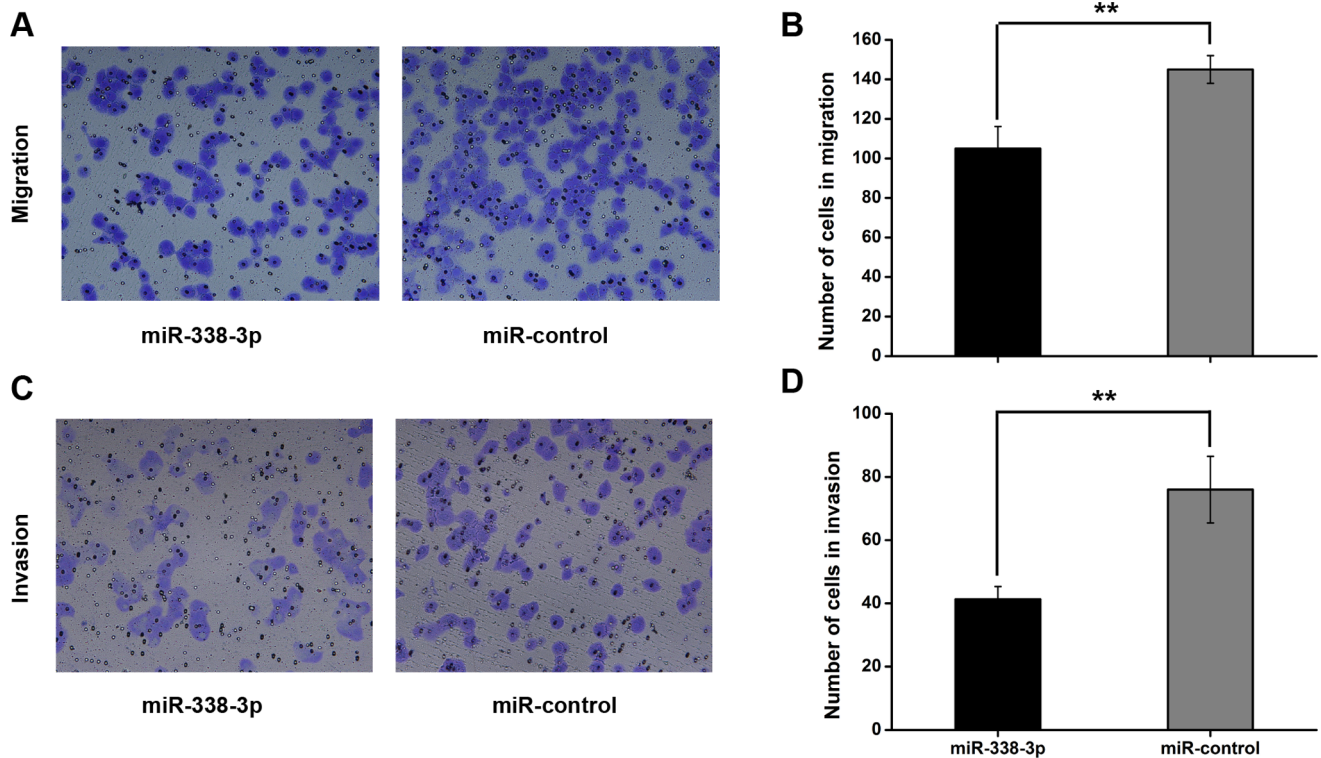 A
Migration
miR-338-3p
miR-control
B
**
Number of cells in migration
160
140
120
100
80
60
40
20
0
C
Invasion
miR-338-3p
miR-control
D
**
Number of cells in invasion
100
80
60
40
20
0
miR-338-3p
miR-control